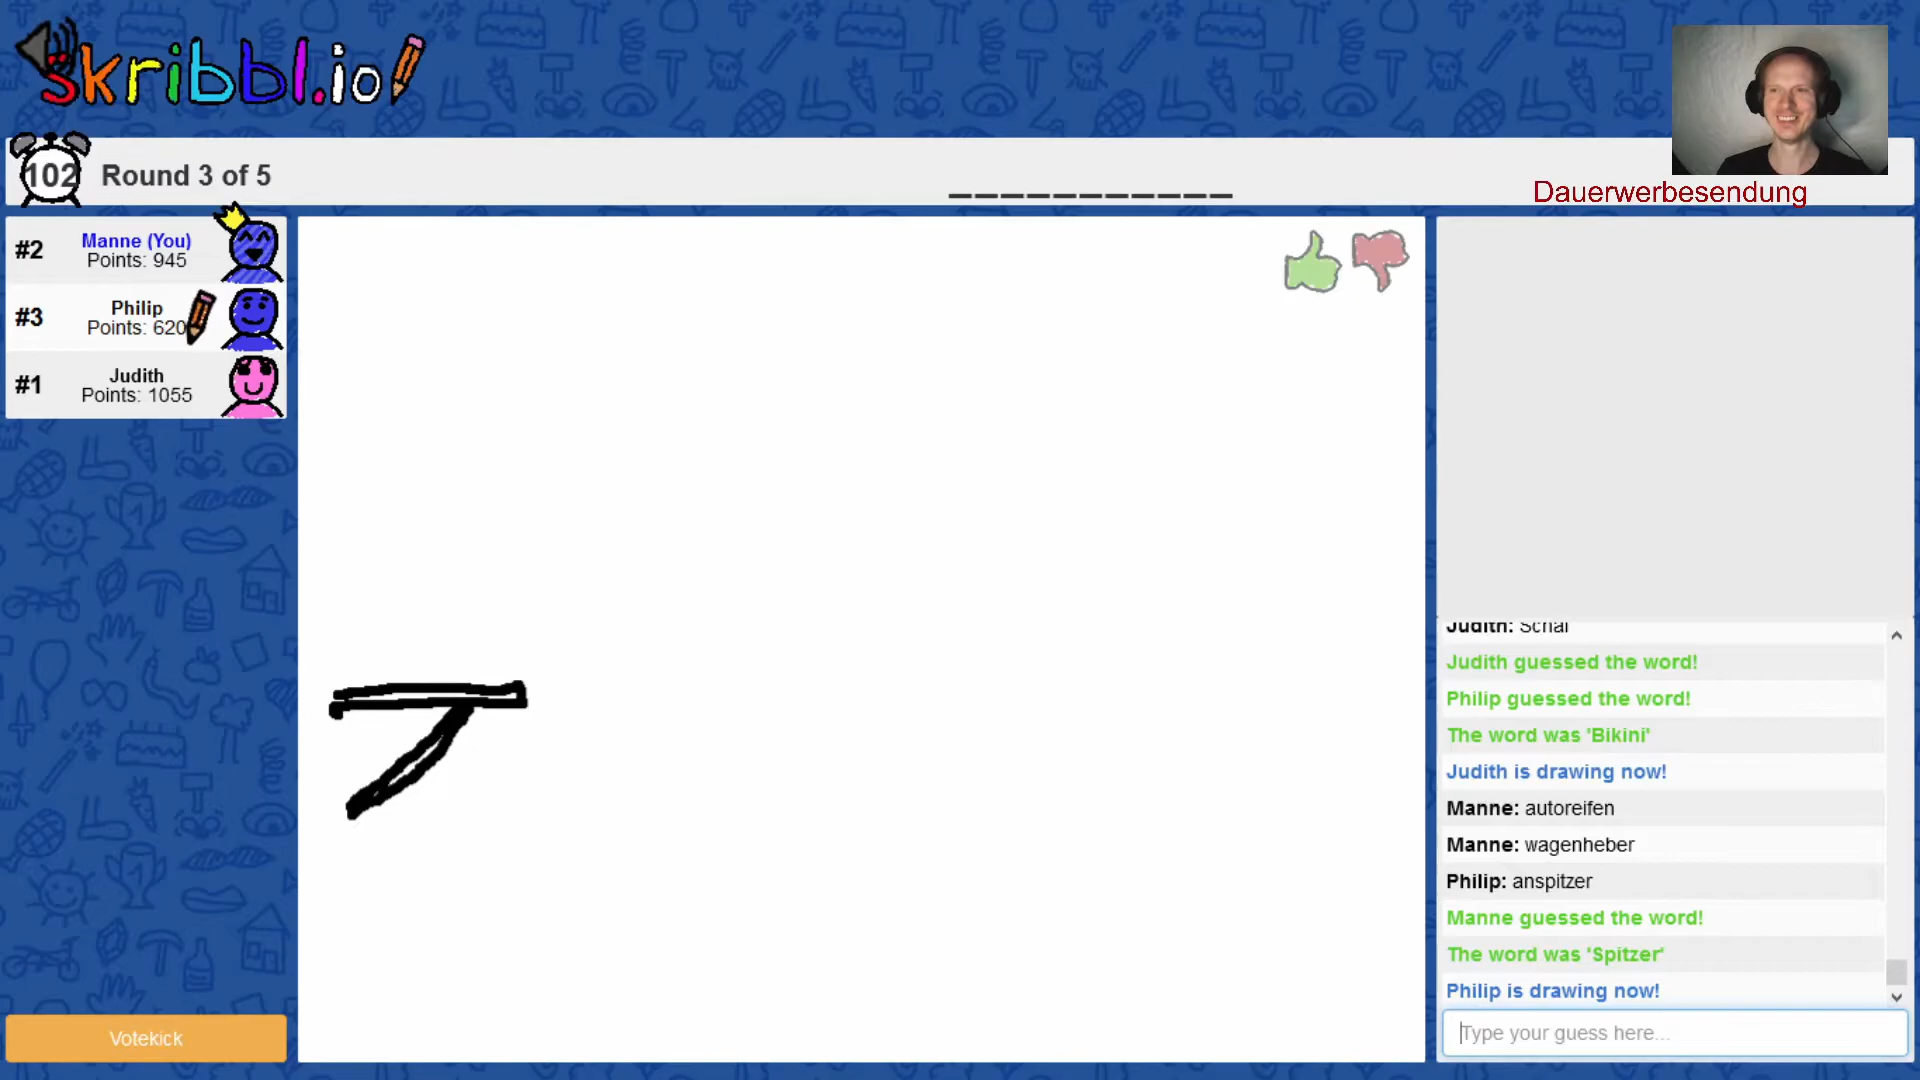 skribbl.io
102 Round 3 of 5
Dauerwerbesendung
#2 Manne (You)
Points: 945
#3 Philip
Points: 620
#1 Judith
Points: 1055
Judith: Schal
Judith guessed the word!
Philip guessed the word!
The word was 'Bikini'
Judith is drawing now!
Manne: autoreifen
Manne: wagenheber
Philip: anspitzer
Manne guessed the word!
The word was 'Spitzer'
Philip is drawing now!
Type your guess here...
Votekick